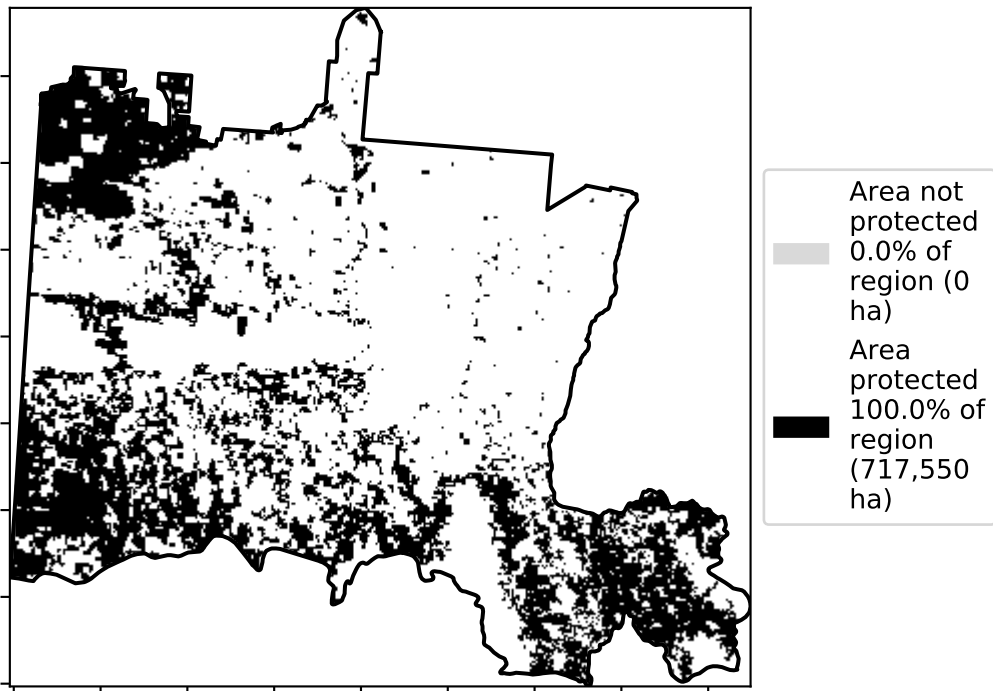 Area not
protected
0.0% of
region (0
ha)
Area
protected
100.0% of
region
(717,550
ha)